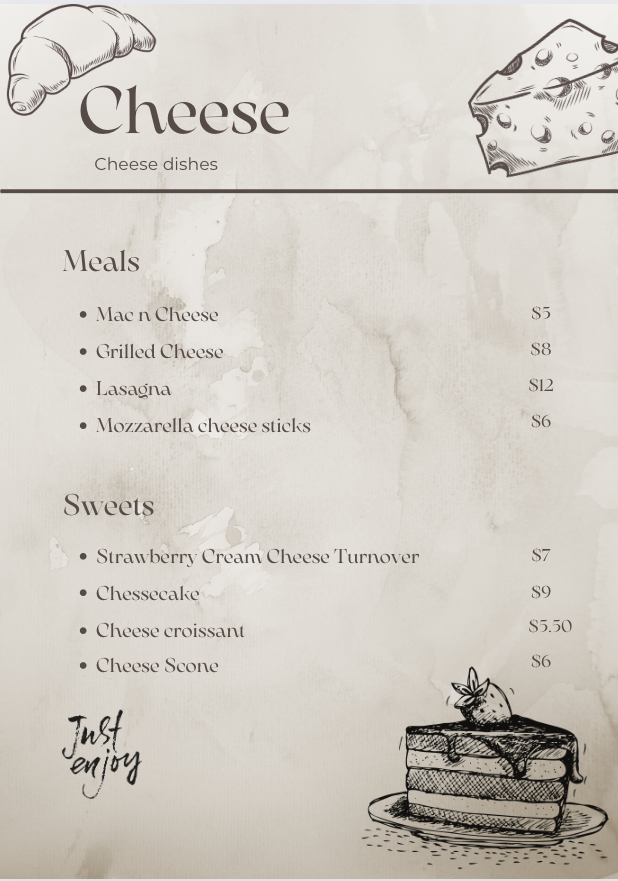 Cheese
Cheese dishes
Meals
• Mac n Cheese $5
• Grilled Cheese $8
• Lasagna $12
• Mozzarella cheese sticks $6
Sweets
• Strawberry Cream Cheese Turnover $7
• Chessecake $9
• Cheese croissant $5.50
• Cheese Scone $6
Just
enjoy